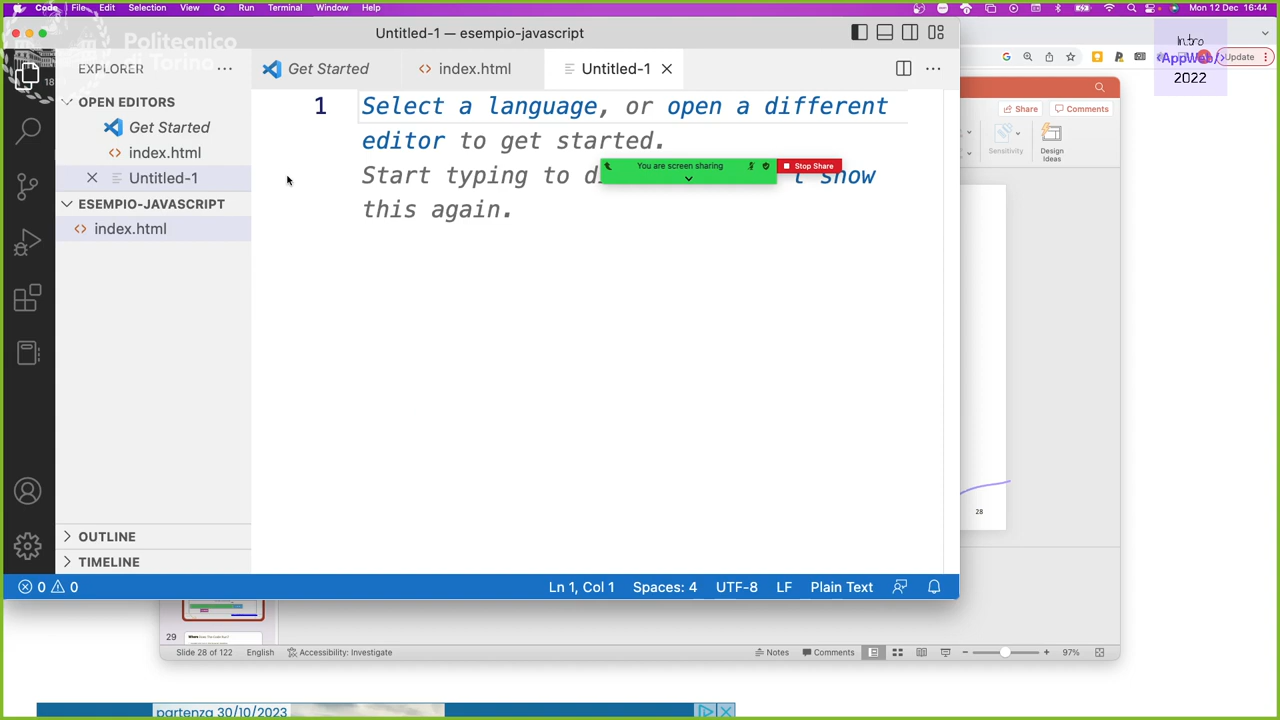 Code File Edit Selection View Go Run Terminal Window Help
Mon 12 Dec 16:44
Untitled-1 — esempio-javascript
Politecnico
di Torino
Intro
<AppWeb/>
2022
Update
EXPLORER
Get Started
index.html
Untitled-1
OPEN EDITORS
Get Started
index.html
Untitled-1
ESEMPIO-JAVASCRIPT
index.html
OUTLINE
TIMELINE
1
Select a language, or open a different
editor to get started.
Start typing to di
t show
this again.
You are screen sharing
Stop Share
Share
Comments
Sensitivity
Design
Ideas
28
0 0
Ln 1, Col 1 Spaces: 4 UTF-8 LF Plain Text
29
Slide 28 of 122 English Accessibility: Investigate
Notes Comments 97%
partenza 30/10/2023